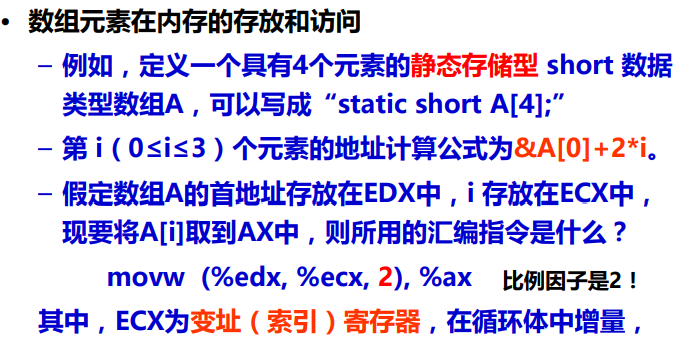 • 数组元素在内存的存放和访问
– 例如，定义一个具有4个元素的静态存储型 short 数据
类型数组A，可以写成“static short A[4];”
– 第 i（0≤i≤3）个元素的地址计算公式为&A[0]+2*i。
– 假定数组A的首地址存放在EDX中，i 存放在ECX中，
现要将A[i]取到AX中，则所用的汇编指令是什么？
movw (%edx, %ecx, 2), %ax 比例因子是2！
其中，ECX为变址（索引）寄存器，在循环体中增量，